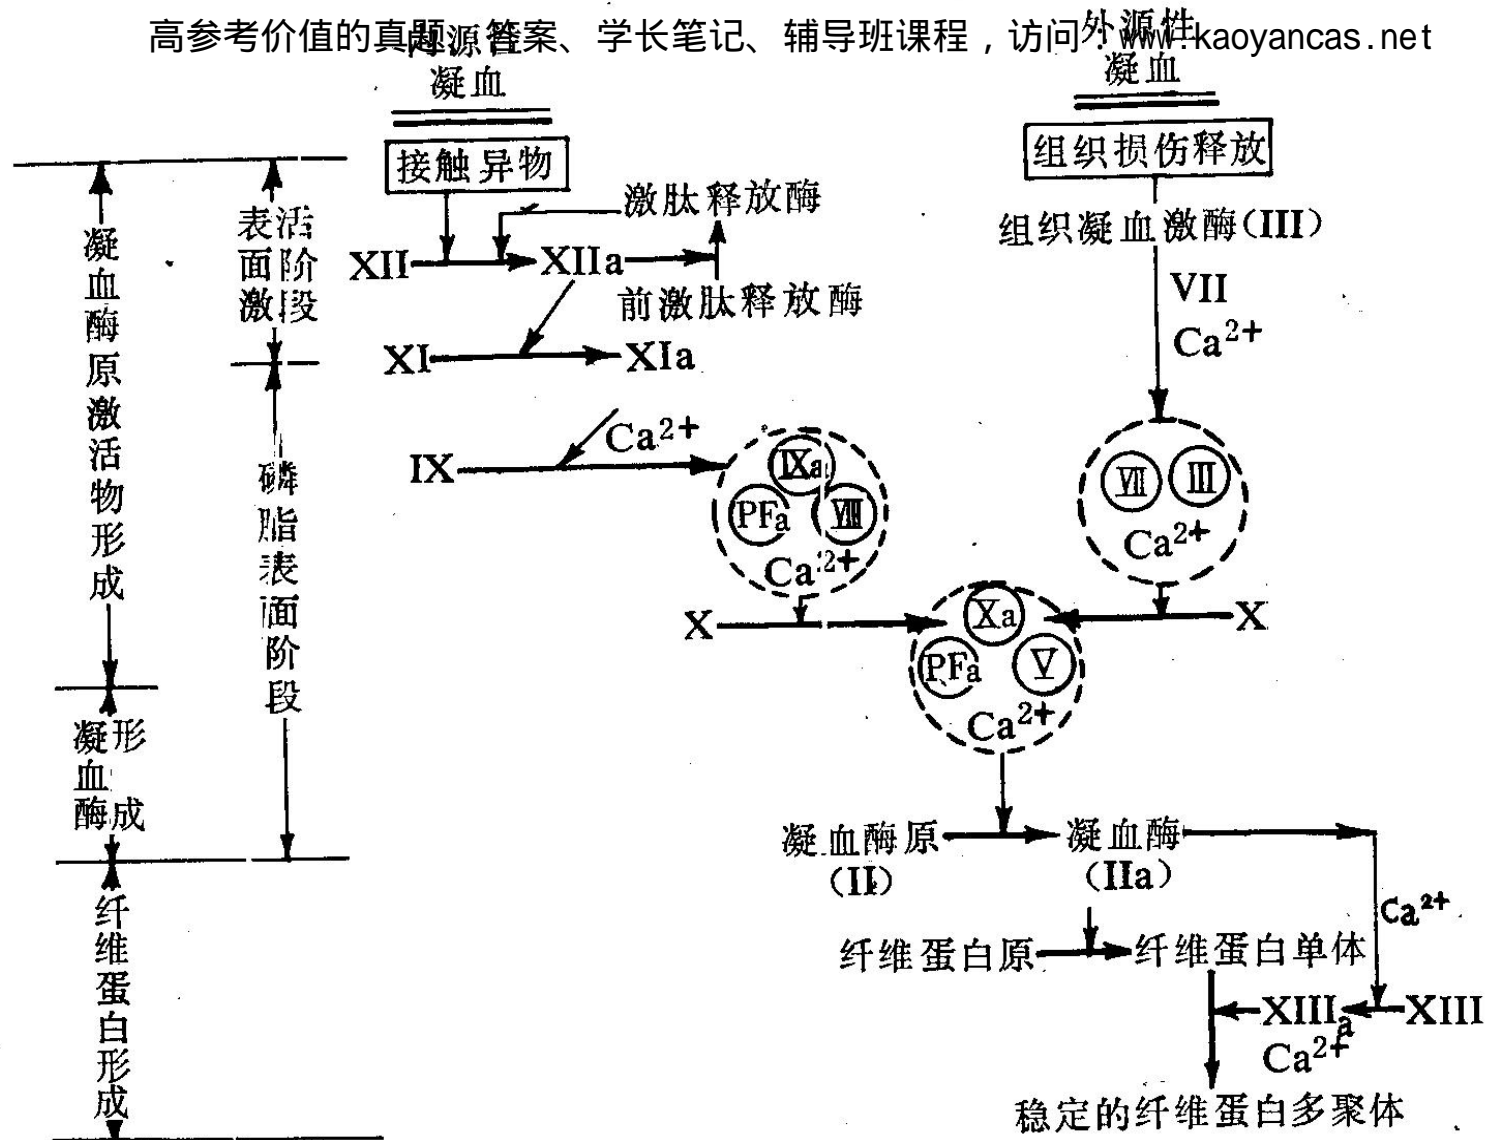 高参考价值的真题、答案、学长笔记、辅导班课程，访问：www.kaoyancas.net
内源性
凝血
外源性
凝血
接触异物
组织损伤释放
激肽释放酶
组织凝血激酶(III)
XII
XIIa
前激肽释放酶
VII
Ca²⁺
XI
XIa
IX
Ca²⁺
IXa
PFa
VIII
Ca²⁺
VII
III
Ca²⁺
X
Xa
X
PFa
V
Ca²⁺
凝血酶原
(II)
凝血酶
(IIa)
Ca²⁺
纤维蛋白原
纤维蛋白单体
XIIIa
XIII
Ca²⁺
稳定的纤维蛋白多聚体
凝血酶原激活物形成
表面激活阶段
磷脂表面阶段
凝血酶形成
纤维蛋白形成